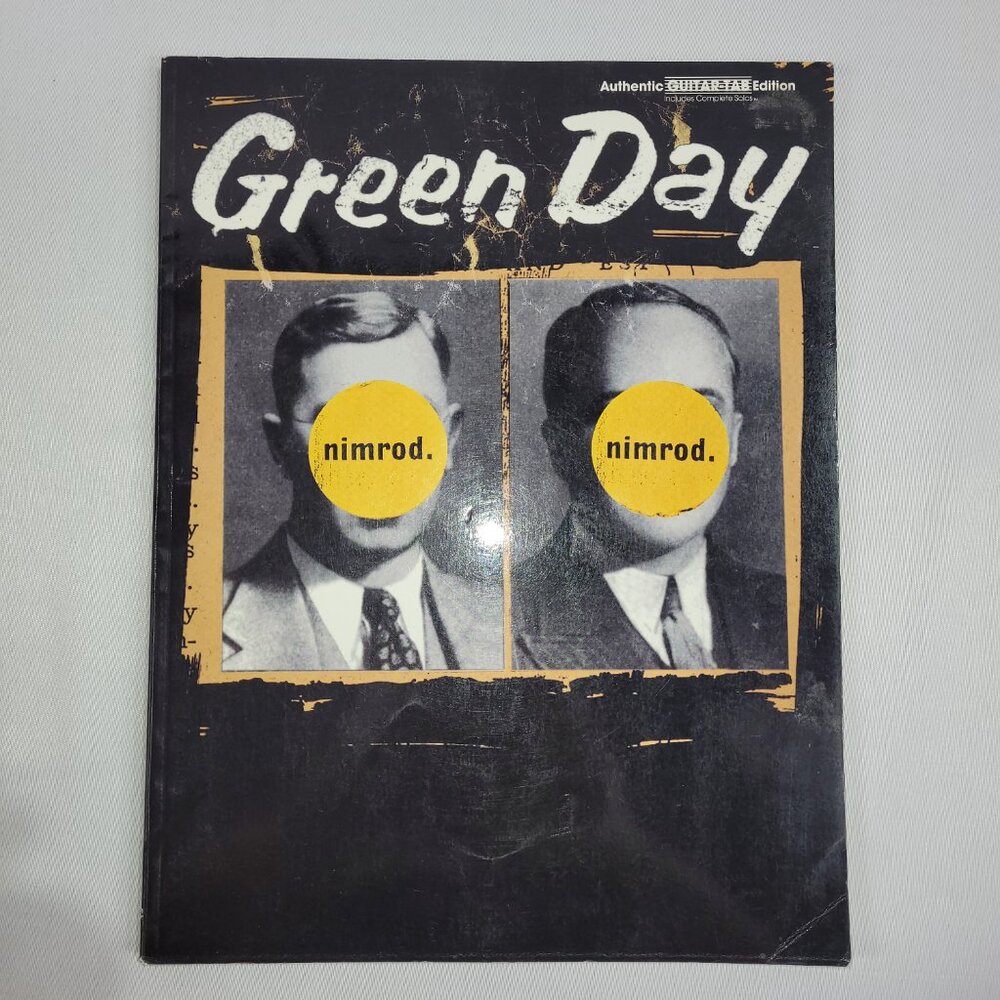 Authentic GUITAR-TAB Edition
Includes Complete Solos
Green Day
nimrod.
nimrod.
s
y
s
y